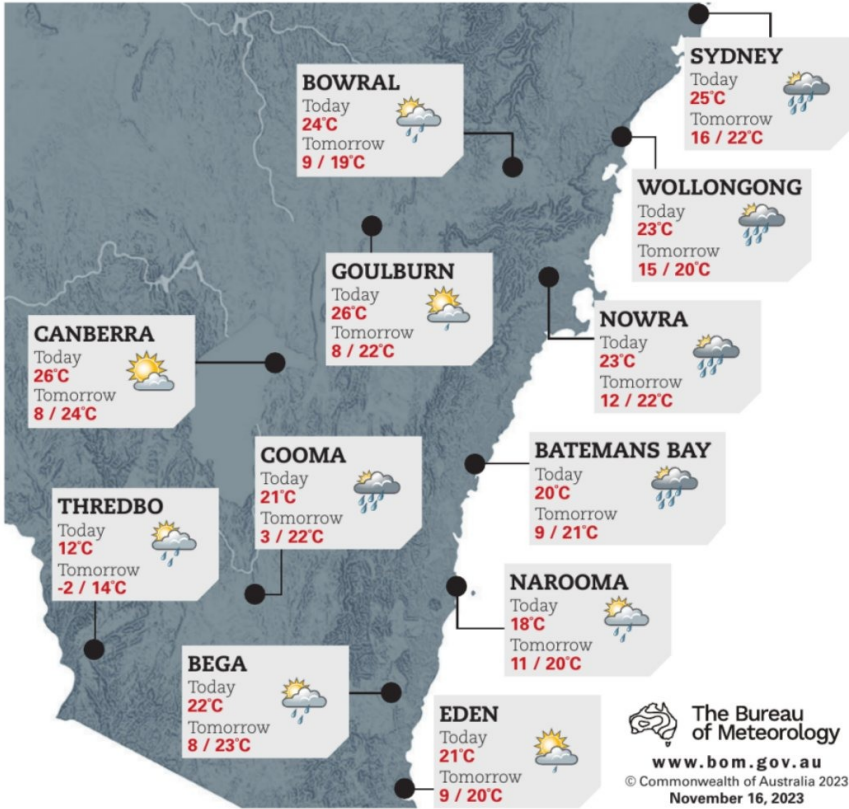 SYDNEY
Today
25°C
Tomorrow
16 / 22°C
BOWRAL
Today
24°C
Tomorrow
9 / 19°C
WOLLONGONG
Today
23°C
Tomorrow
15 / 20°C
GOULBURN
Today
26°C
Tomorrow
8 / 22°C
NOWRA
Today
23°C
Tomorrow
12 / 22°C
CANBERRA
Today
26°C
Tomorrow
8 / 24°C
COOMA
Today
21°C
Tomorrow
3 / 22°C
BATEMANS BAY
Today
20°C
Tomorrow
9 / 21°C
THREDBO
Today
12°C
Tomorrow
-2 / 14°C
NAROOMA
Today
18°C
Tomorrow
11 / 20°C
BEGA
Today
22°C
Tomorrow
8 / 23°C
EDEN
Today
21°C
Tomorrow
9 / 20°C
The Bureau
of Meteorology
www.bom.gov.au
© Commonwealth of Australia 2023
November 16, 2023